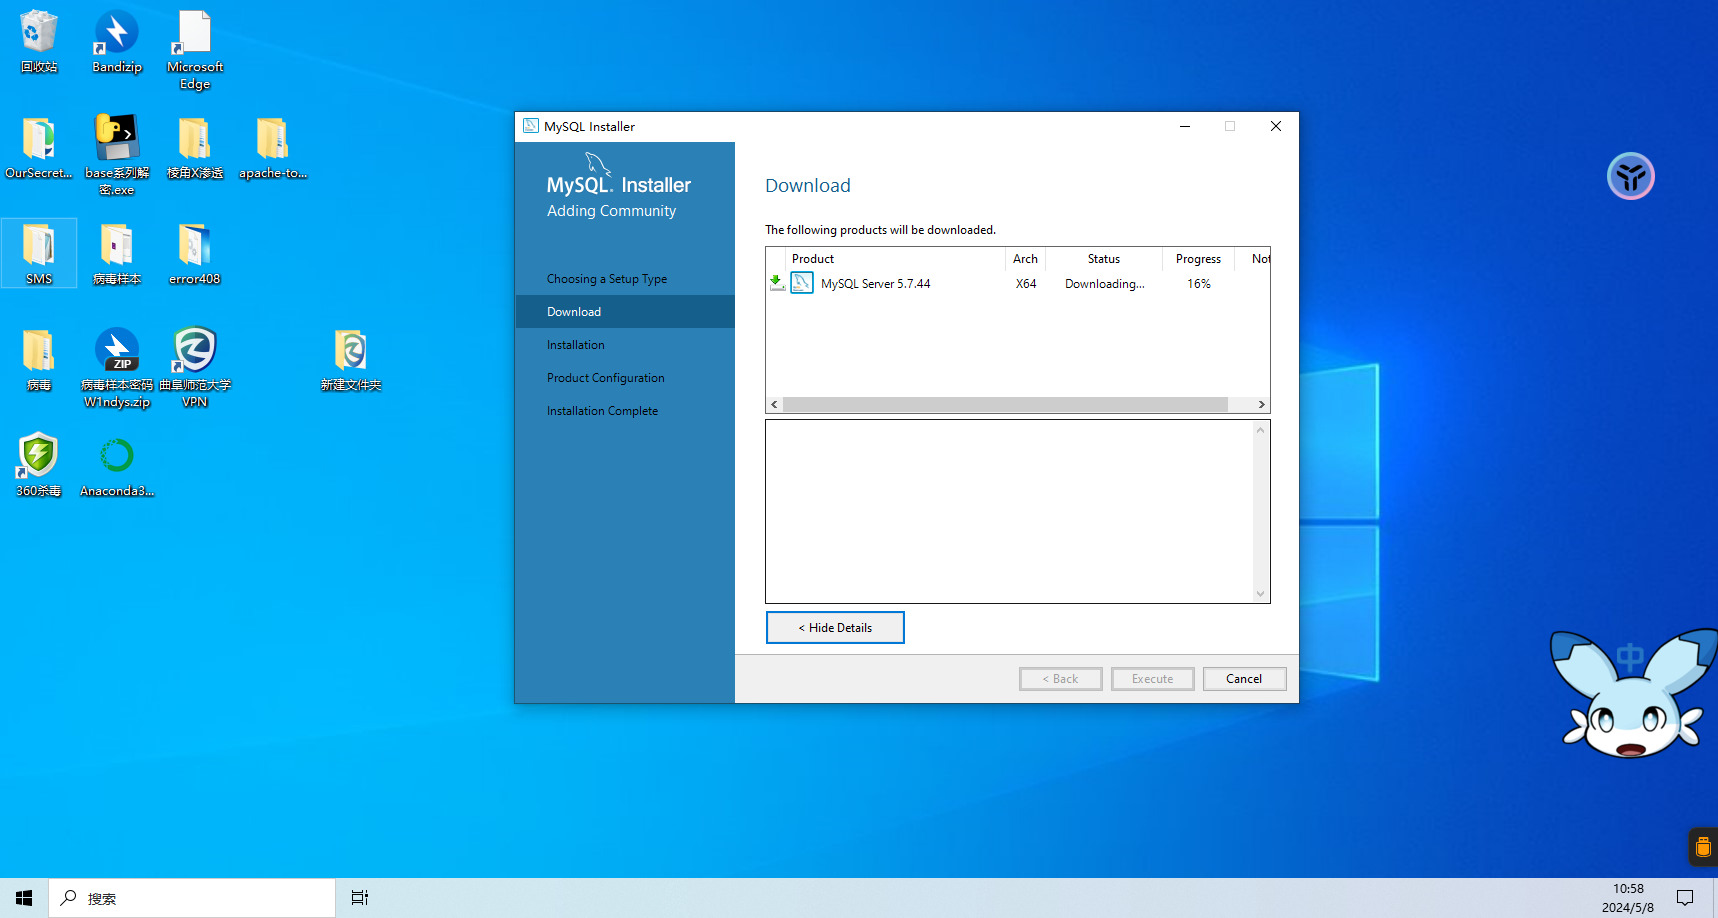 回收站
Bandizip
Microsoft
Edge
OurSecret...
base系列解
密.exe
棱角X渗透
apache-to...
SMS
病毒样本
error408
病毒
ZIP
病毒样本密码
W1ndys.zip
曲阜师范大学
VPN
新建文件夹
360杀毒
Anaconda3...
MySQL Installer
MySQL. Installer
Adding Community
Choosing a Setup Type
Download
Installation
Product Configuration
Installation Complete
Download
The following products will be downloaded.
Product Arch Status Progress Not
MySQL Server 5.7.44 X64 Downloading... 16%
< Hide Details
< Back Execute Cancel
中
搜索
10:58
2024/5/8